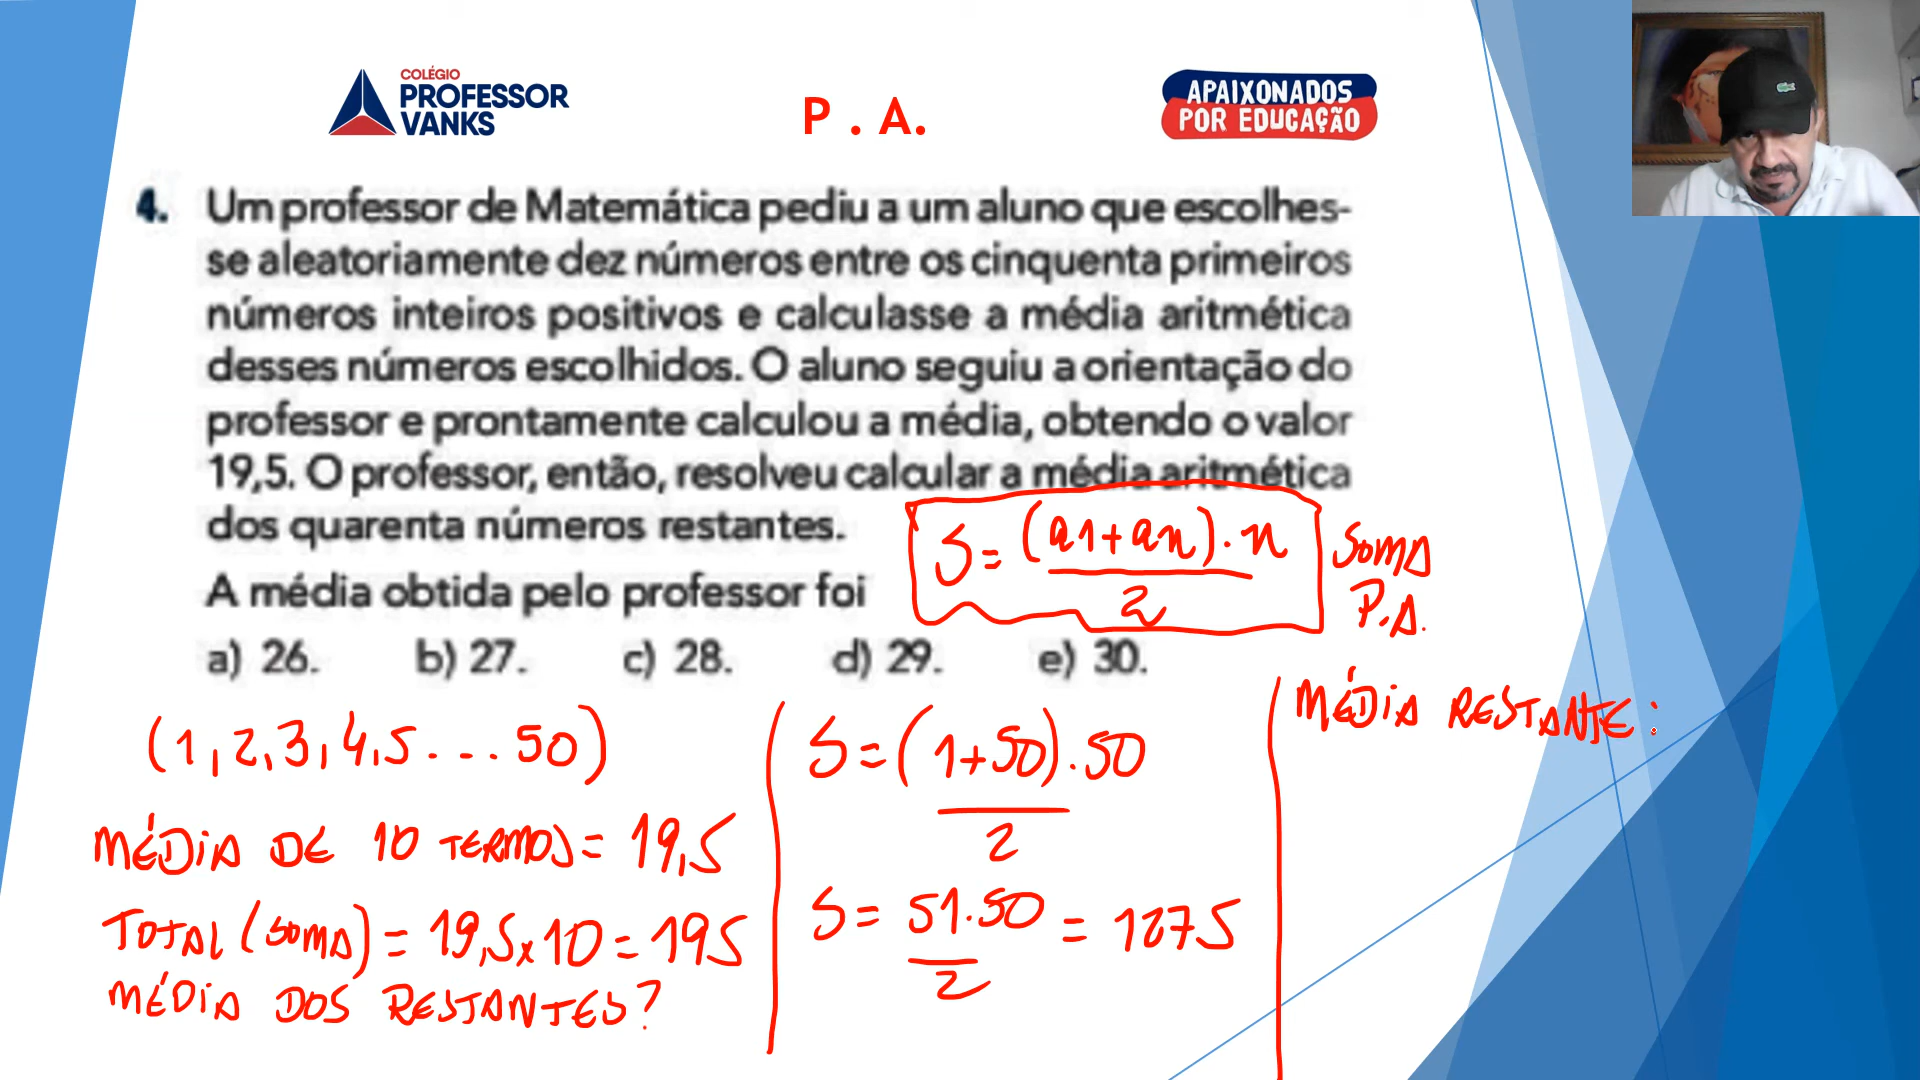 COLÉGIO
PROFESSOR
VANKS
P . A.
APAIXONADOS
POR EDUCAÇÃO
4. Um professor de Matemática pediu a um aluno que escolhes-
se aleatoriamente dez números entre os cinquenta primeiros
números inteiros positivos e calculasse a média aritmética
desses números escolhidos. O aluno seguiu a orientação do
professor e prontamente calculou a média, obtendo o valor
19,5. O professor, então, resolveu calcular a média aritmética
dos quarenta números restantes.
A média obtida pelo professor foi
a) 26. b) 27. c) 28. d) 29. e) 30.
S = (a1 + an) . n
2
SOMA
P.A.
(1, 2, 3, 4, 5 . . . 50)
MÉDIA DE 10 TERMOS = 19,5
TOTAL (SOMA) = 19,5 x 10 = 195
MÉDIA DOS RESTANTES?
S = (1+50) . 50
2
S = 51.50 = 1275
2
MÉDIA RESTANTE: